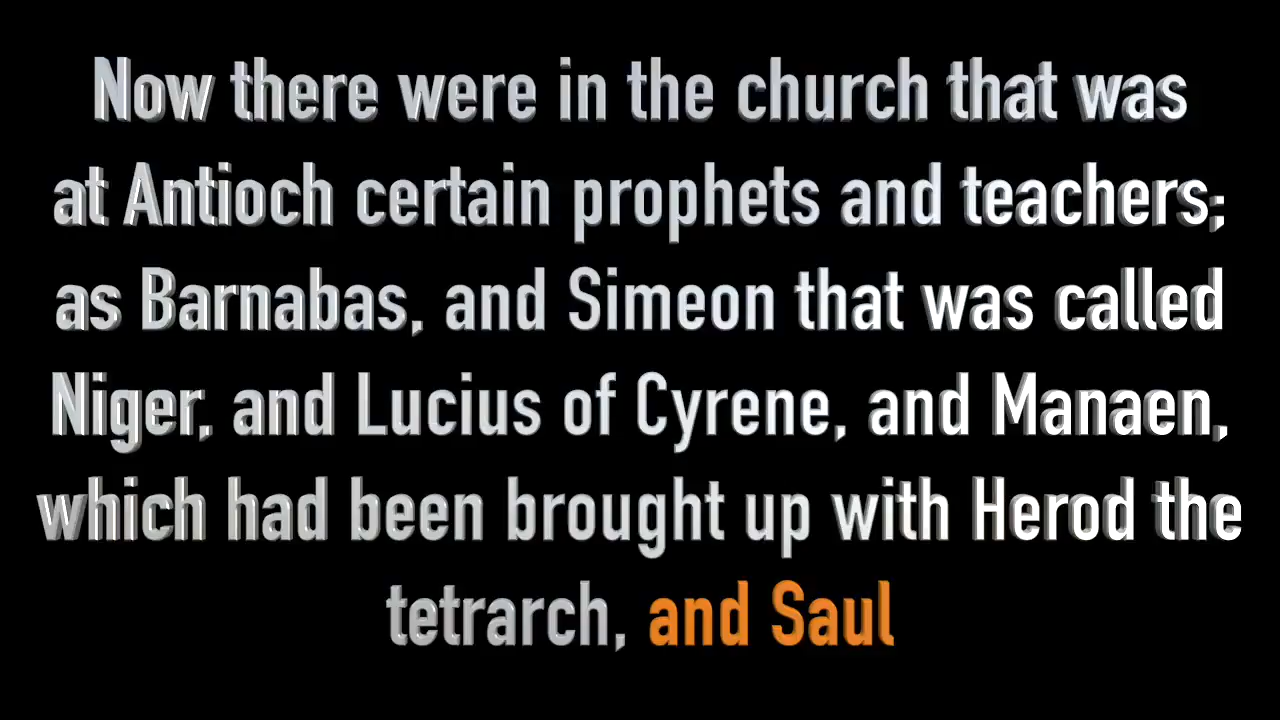 Now there were in the church that was
at Antioch certain prophets and teachers;
as Barnabas, and Simeon that was called
Niger, and Lucius of Cyrene, and Manaen,
which had been brought up with Herod the
tetrarch, and Saul